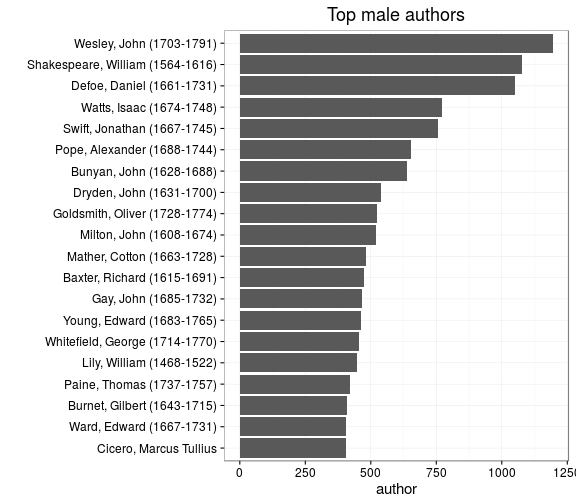 Top male authors
Wesley, John (1703-1791)
Shakespeare, William (1564-1616)
Defoe, Daniel (1661-1731)
Watts, Isaac (1674-1748)
Swift, Jonathan (1667-1745)
Pope, Alexander (1688-1744)
Bunyan, John (1628-1688)
Dryden, John (1631-1700)
Goldsmith, Oliver (1728-1774)
Milton, John (1608-1674)
Mather, Cotton (1663-1728)
Baxter, Richard (1615-1691)
Gay, John (1685-1732)
Young, Edward (1683-1765)
Whitefield, George (1714-1770)
Lily, William (1468-1522)
Paine, Thomas (1737-1757)
Burnet, Gilbert (1643-1715)
Ward, Edward (1667-1731)
Cicero, Marcus Tullius
0 250 500 750 1000 1250
author